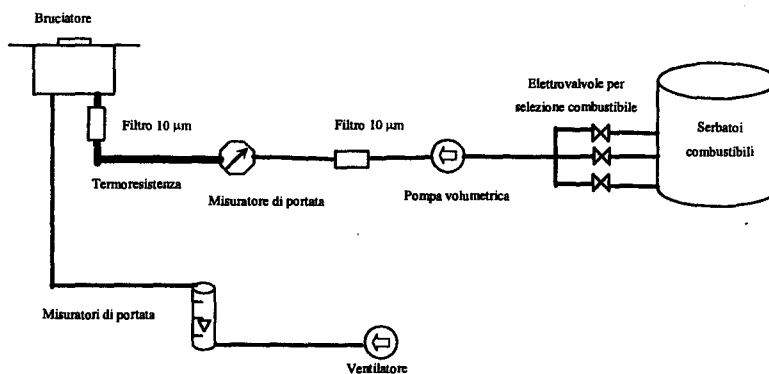 Bruciatore
Elettrovalvole per
selezione combustibile
Serbatoi
combustibili
Filtro 10 µm
Filtro 10 µm
Termoresistenza
Misuratore di portata
Pompa volumetrica
Misuratori di portata
Ventilatore